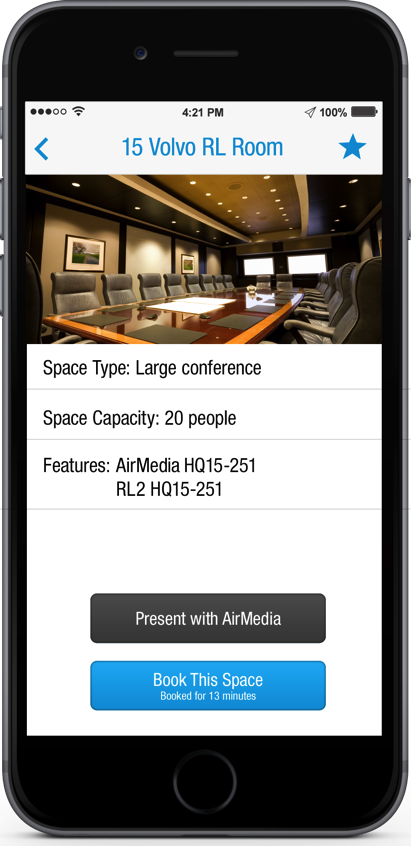 4:21 PM 100%
15 Volvo RL Room
Space Type: Large conference
Space Capacity: 20 people
Features: AirMedia HQ15-251
RL2 HQ15-251
Present with AirMedia
Book This Space
Booked for 13 minutes